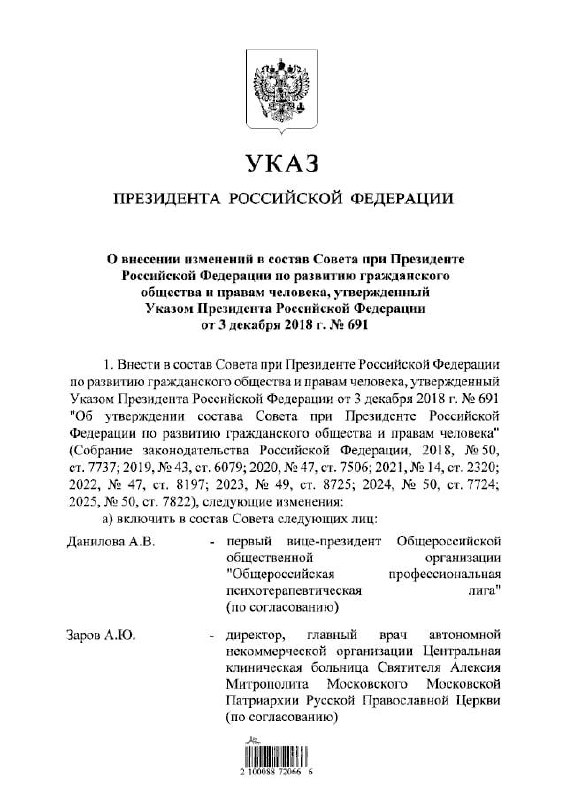 УКАЗ
ПРЕЗИДЕНТА РОССИЙСКОЙ ФЕДЕРАЦИИ
О внесении изменений в состав Совета при Президенте
Российской Федерации по развитию гражданского
общества и правам человека, утвержденный
Указом Президента Российской Федерации
от 3 декабря 2018 г. № 691
1. Внести в состав Совета при Президенте Российской Федерации
по развитию гражданского общества и правам человека, утвержденный
Указом Президента Российской Федерации от 3 декабря 2018 г. № 691
"Об утверждении состава Совета при Президенте Российской
Федерации по развитию гражданского общества и правам человека"
(Собрание законодательства Российской Федерации, 2018, № 50,
ст. 7737; 2019, № 43, ст. 6079; 2020, № 47, ст. 7506; 2021, № 14, ст. 2320;
2022, № 47, ст. 8197; 2023, № 49, ст. 8725; 2024, № 50, ст. 7724;
2025, № 50, ст. 7822), следующие изменения:
а) включить в состав Совета следующих лиц:
Данилова А.В. - первый вице-президент Общероссийской
общественной организации
"Общероссийская профессиональная
психотерапевтическая лига"
(по согласованию)
Заров А.Ю. - директор, главный врач автономной
некоммерческой организации Центральная
клиническая больница Святителя Алексия
Митрополита Московского Московской
Патриархии Русской Православной Церкви
(по согласованию)
2 100088 72066 6